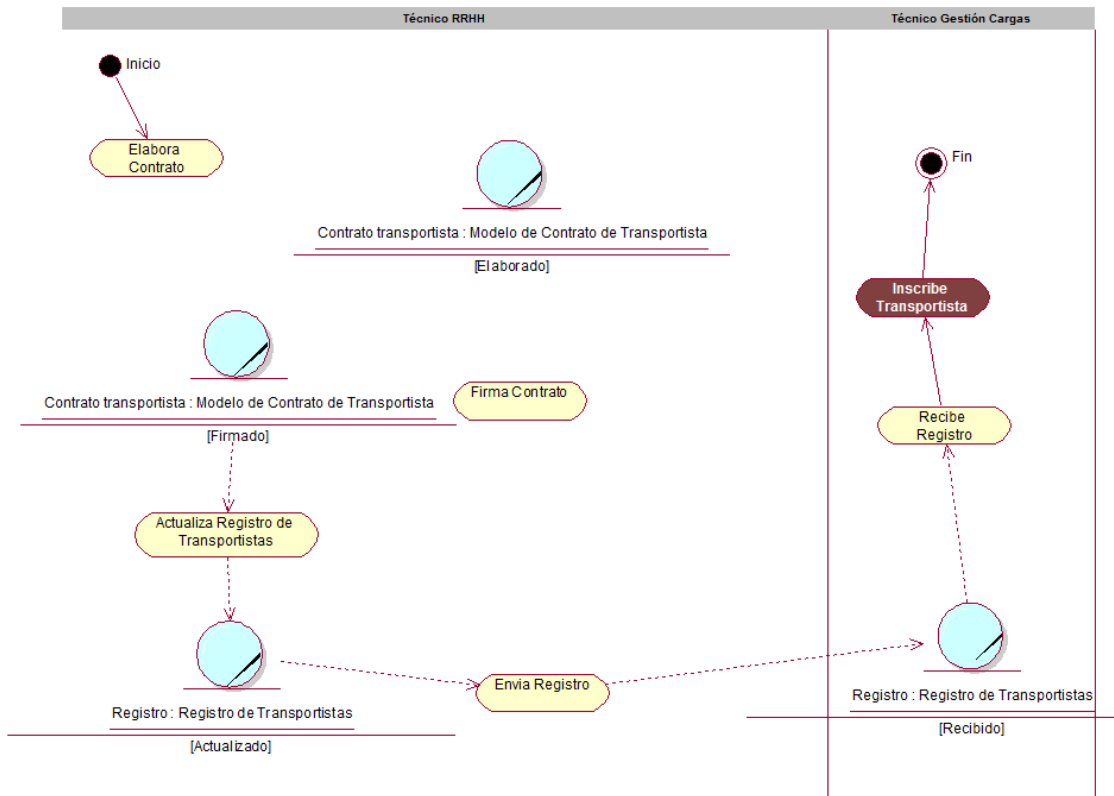 Técnico RRHH
Técnico Gestión Cargas
Inicio
Elabora
Contrato
Fin
Contrato transportista : Modelo de Contrato de Transportista
[Elaborado]
Inscribe
Transportista
Contrato transportista : Modelo de Contrato de Transportista
[Firmado]
Firma Contrato
Recibe
Registro
Actualiza Registro de
Transportistas
Registro : Registro de Transportistas
[Actualizado]
Envia Registro
Registro : Registro de Transportistas
[Recibido]